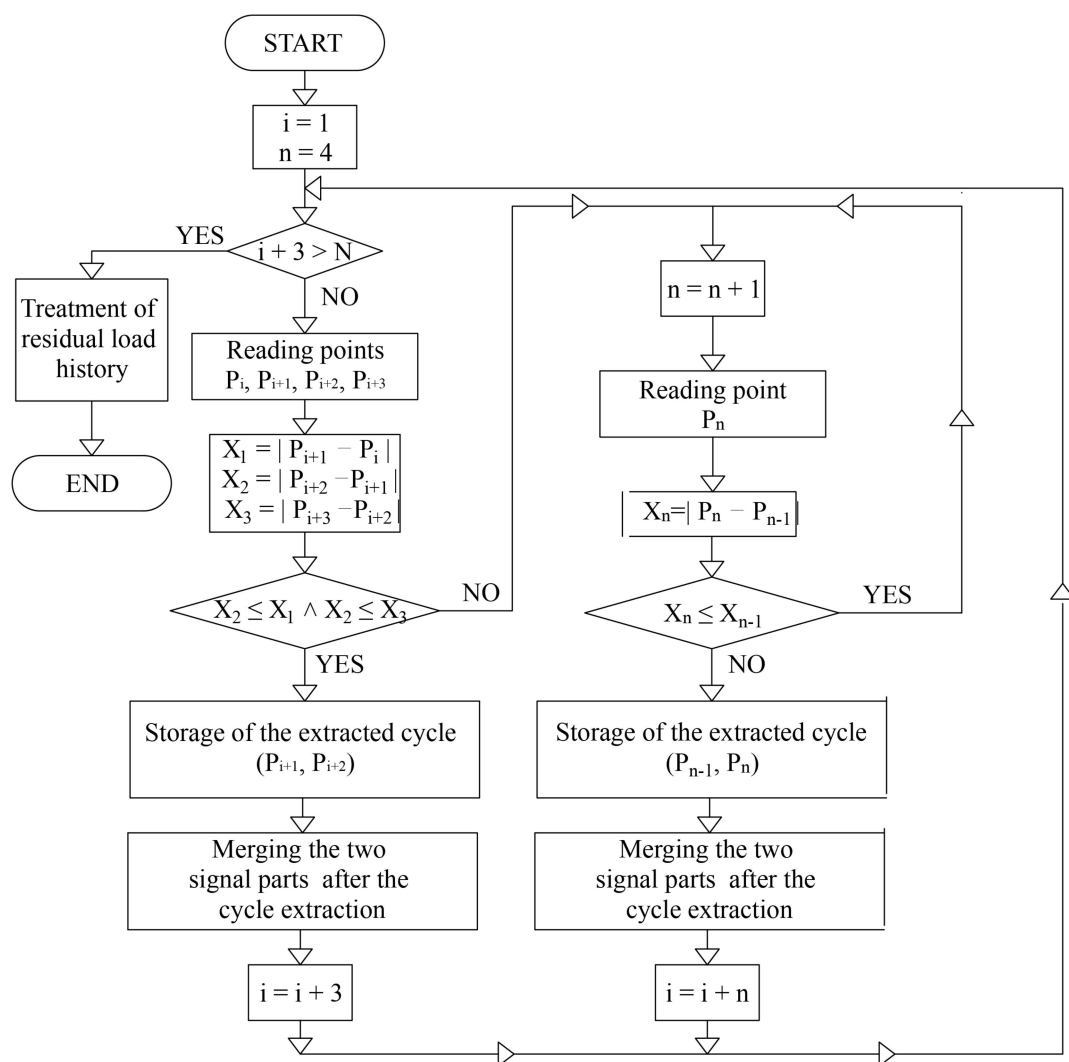 START
i = 1
n = 4
YES
i + 3 > N
NO
Treatment of
residual load
history
END
Reading points
Pᵢ, Pᵢ₊₁, Pᵢ₊₂, Pᵢ₊₃
X₁ = | Pᵢ₊₁ – Pᵢ |
X₂ = | Pᵢ₊₂ –Pᵢ₊₁|
X₃ = | Pᵢ₊₃ –Pᵢ₊₂|
X₂ ≤ X₁ ∧ X₂ ≤ X₃
NO
YES
Storage of the extracted cycle
(Pᵢ₊₁, Pᵢ₊₂)
Merging the two
signal parts after the
cycle extraction
i = i + 3
n = n + 1
Reading point
Pₙ
Xₙ=| Pₙ – Pₙ₋₁|
Xₙ ≤ Xₙ₋₁
YES
NO
Storage of the extracted cycle
(Pₙ₋₁, Pₙ)
Merging the two
signal parts after the
cycle extraction
i = i + n